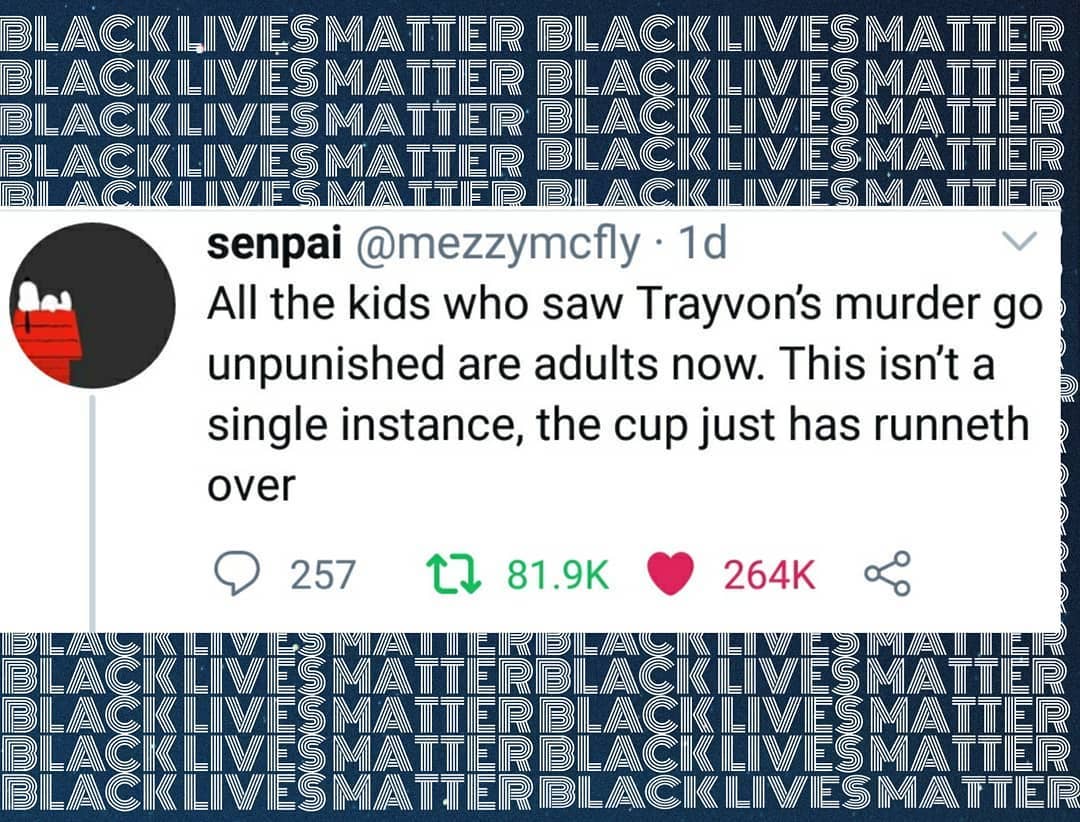 BLACK LIVES MATTER BLACK LIVES MATTER
BLACK LIVES MATTER BLACK LIVES MATTER
BLACK LIVES MATTER BLACK LIVES MATTER
BLACK LIVES MATTER BLACK LIVES MATTER
BLACK LIVES MATTER BLACK LIVES MATTER
senpai @mezzymcfly · 1d
All the kids who saw Trayvon's murder go
unpunished are adults now. This isn't a
single instance, the cup just has runneth
over
257 81.9K 264K
BLACK LIVES MATTER BLACK LIVES MATTER
BLACK LIVES MATTER BLACK LIVES MATTER
BLACK LIVES MATTER BLACK LIVES MATTER
BLACK LIVES MATTER BLACK LIVES MATTER
BLACK LIVES MATTER BLACK LIVES MATTER